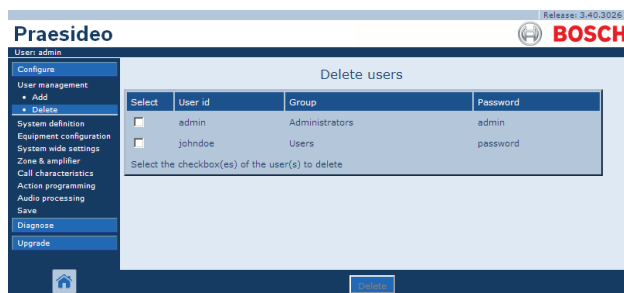 Release: 3.40.3026
Praesideo
BOSCH
User: admin
Configure
User management
• Add
• Delete
System definition
Equipment configuration
System wide settings
Zone & amplifier
Call characteristics
Action programming
Audio processing
Save
Diagnose
Upgrade
Delete users
Select User id Group Password
admin Administrators admin
johndoe Users password
Select the checkbox(es) of the user(s) to delete
Delete